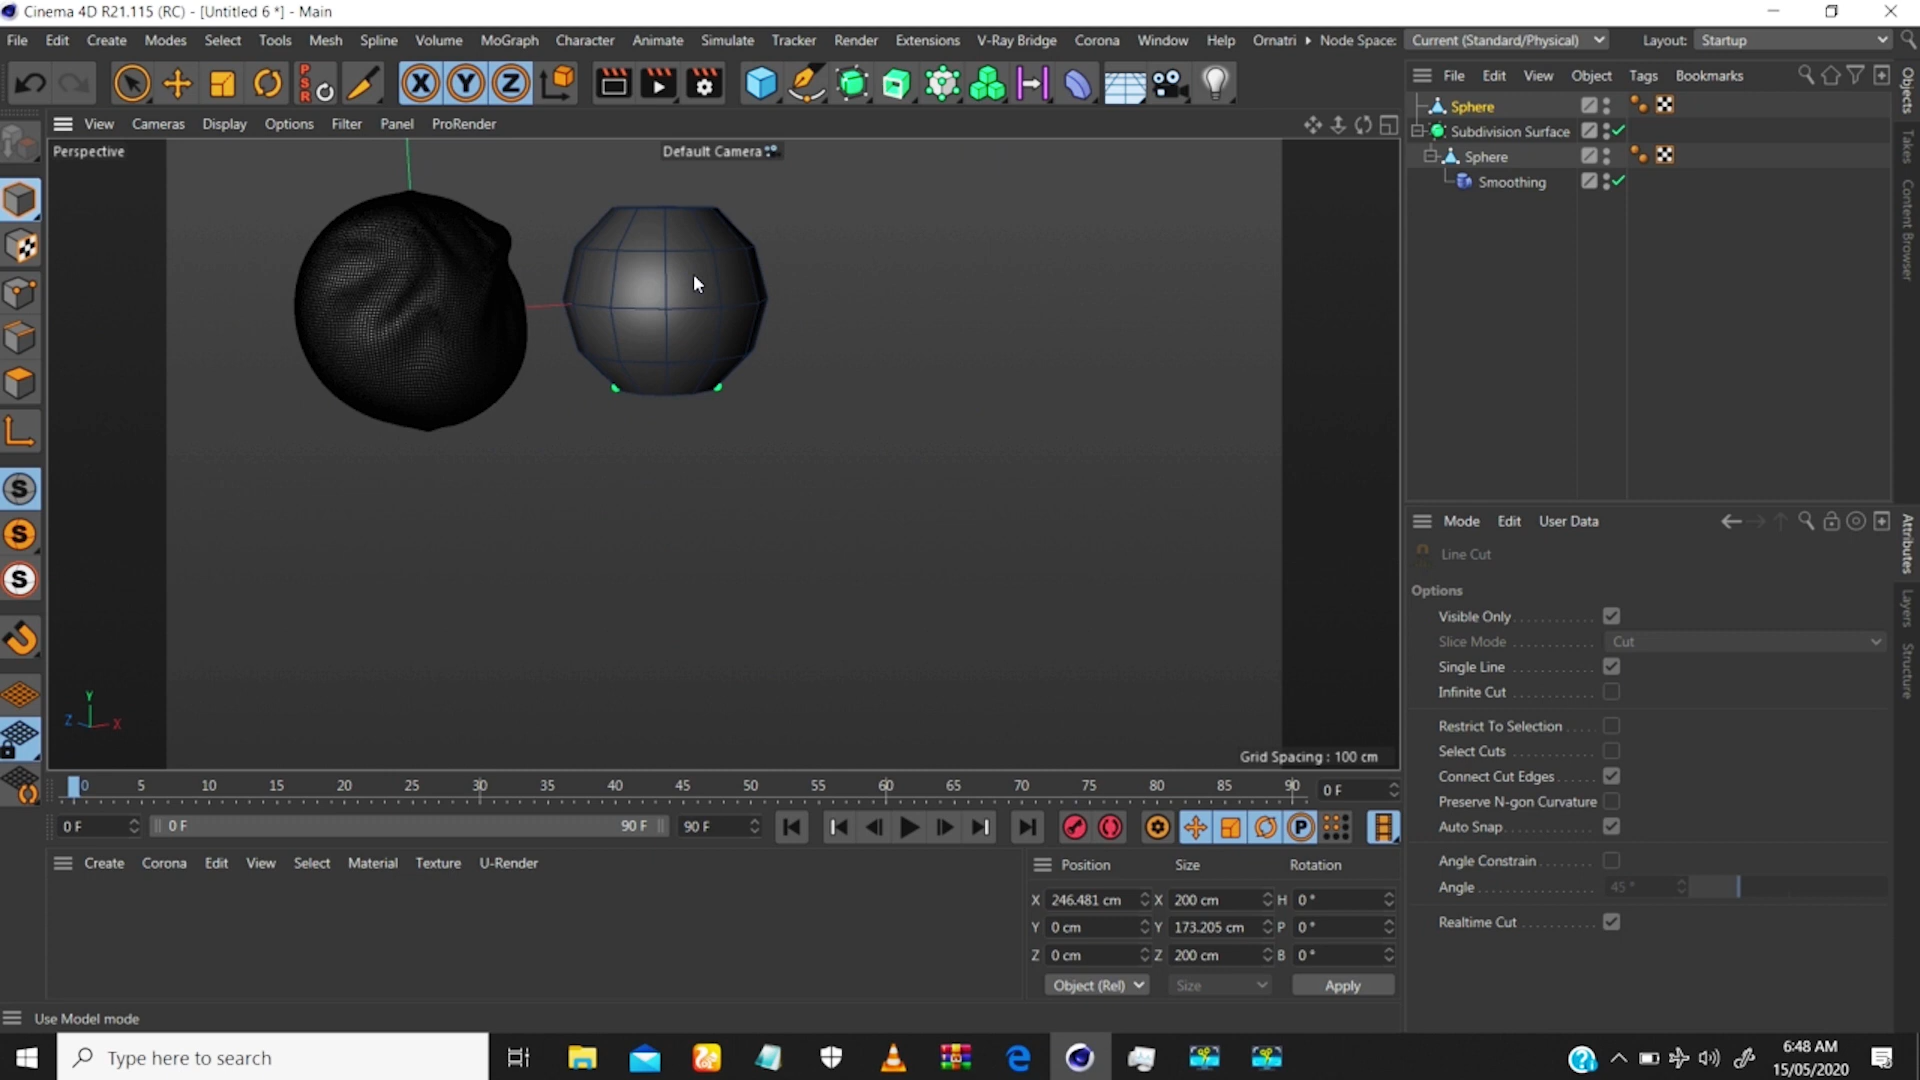 Cinema 4D R21.115 (RC) - [Untitled 6 *] - Main
File Edit Create Modes Select Tools Mesh Spline Volume MoGraph Character Animate Simulate Tracker Render Extensions V-Ray Bridge Corona Window Help Ornatri Node Space: Current (Standard/Physical) Layout: Startup
PSR X Y Z
File Edit View Object Tags Bookmarks
View Cameras Display Options Filter Panel ProRender
Perspective
Default Camera
Sphere
Subdivision Surface
Sphere
Smoothing
Objects
Takes
Content Browser
S
S
S
Y
Z X
Grid Spacing : 100 cm
Mode Edit User Data
Line Cut
Options
Visible Only
Slice Mode Cut
Single Line
Infinite Cut
Restrict To Selection
Select Cuts
Connect Cut Edges
Preserve N-gon Curvature
Auto Snap
Angle Constrain
Angle 45 °
Realtime Cut
Attributes
Layers
Structure
0 5 10 15 20 25 30 35 40 45 50 55 60 65 70 75 80 85 90 0 F
0 F 0 F 90 F 90 F P
Create Corona Edit View Select Material Texture U-Render
Position Size Rotation
X 246.481 cm X 200 cm H 0 °
Y 0 cm Y 173.205 cm P 0 °
Z 0 cm Z 200 cm B 0 °
Object (Rel) Size Apply
Use Model mode
Type here to search
6:48 AM
15/05/2020